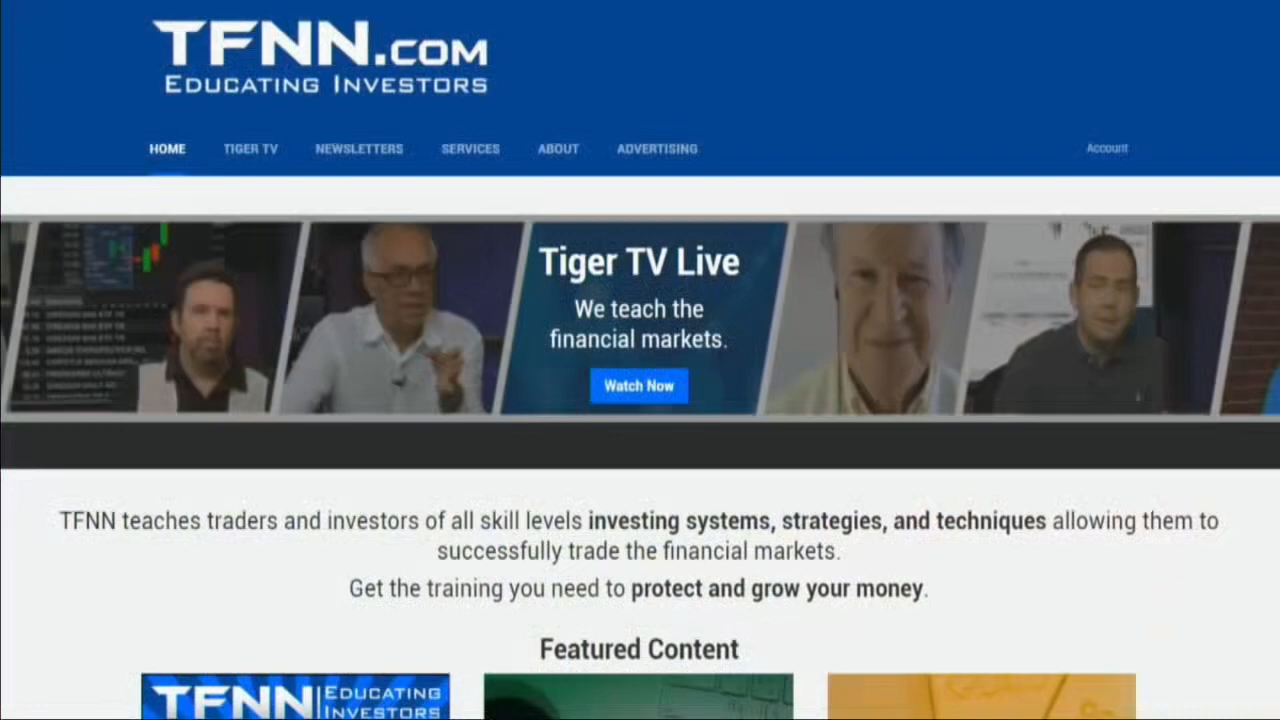 TFNN.COM
EDUCATING INVESTORS
HOME TIGER TV NEWSLETTERS SERVICES ABOUT ADVERTISING Account
Tiger TV Live
We teach the
financial markets.
Watch Now
TFNN teaches traders and investors of all skill levels investing systems, strategies, and techniques allowing them to
successfully trade the financial markets.
Get the training you need to protect and grow your money.
Featured Content
TFNN EDUCATING
INVESTORS